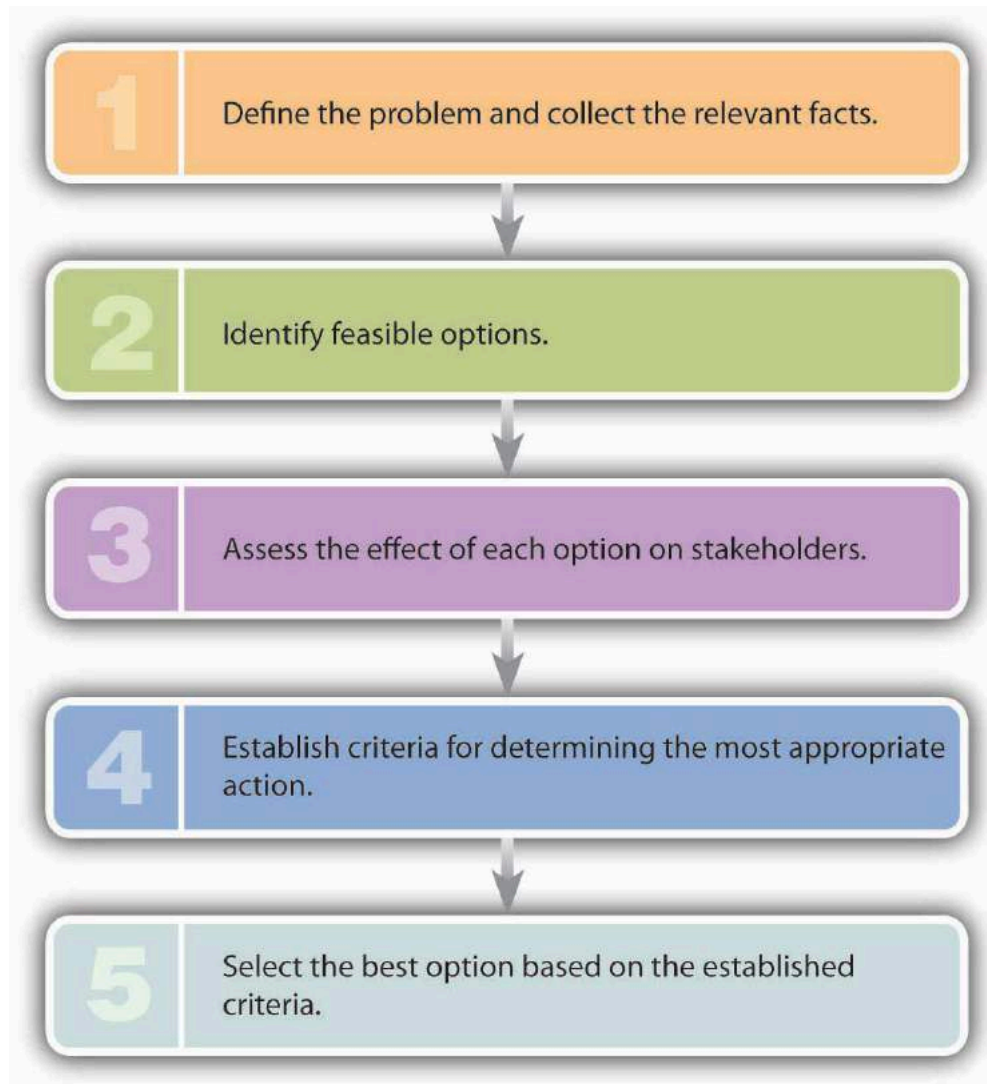 1
Define the problem and collect the relevant facts.
2
Identify feasible options.
3
Assess the effect of each option on stakeholders.
4
Establish criteria for determining the most appropriate
action.
5
Select the best option based on the established
criteria.